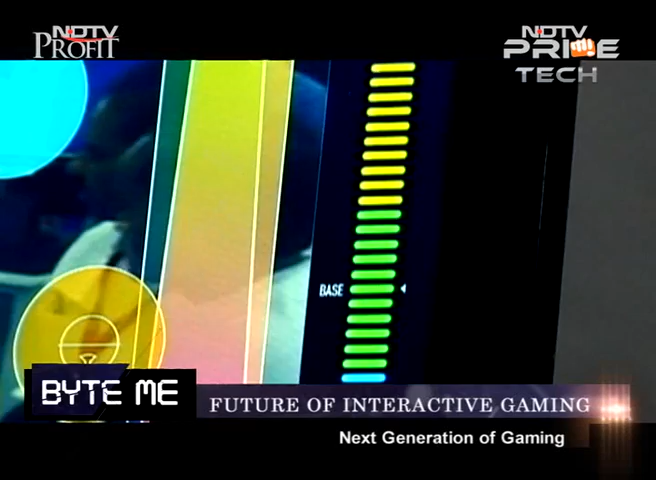 NDTV
PROFIT
NDTV
PRIME
TECH
BASE
BYTE ME
FUTURE OF INTERACTIVE GAMING
Next Generation of Gaming